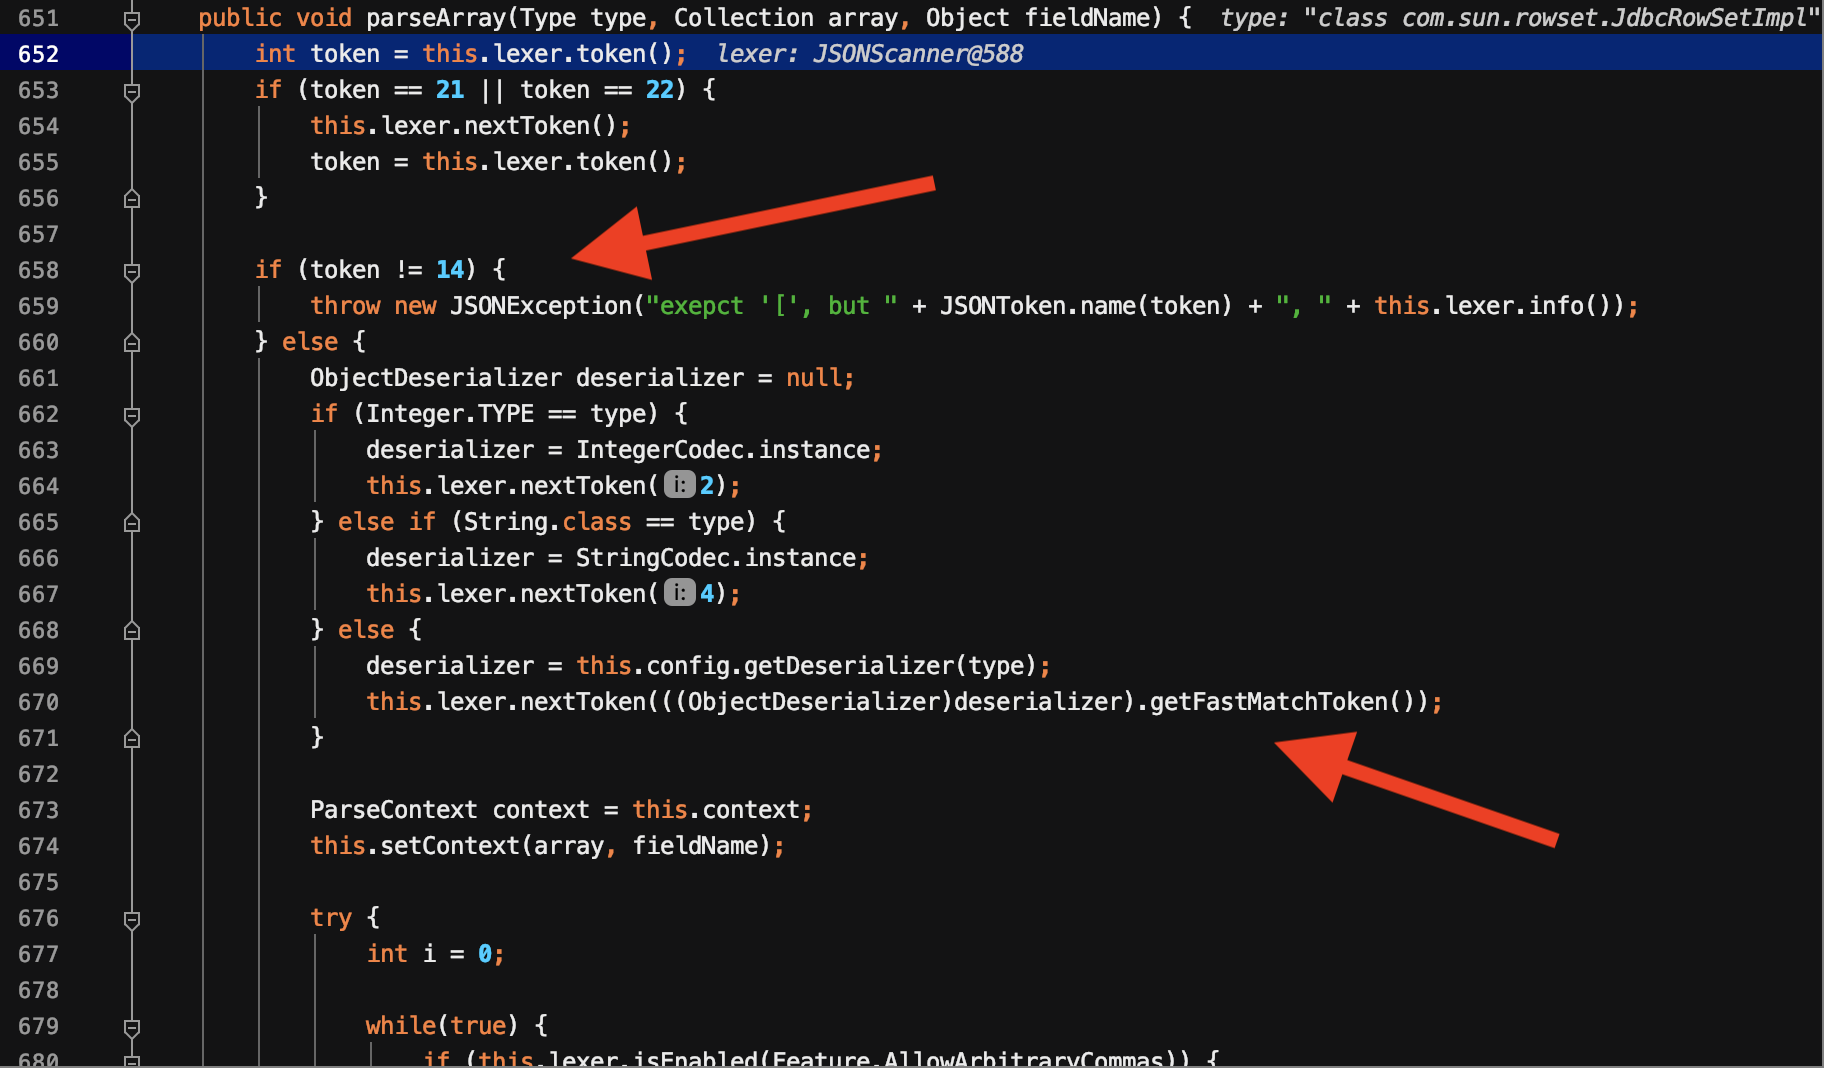 651 public void parseArray(Type type, Collection array, Object fieldName) { type: "class com.sun.rowset.JdbcRowSetImpl"
652 int token = this.lexer.token(); lexer: JSONScanner@588
653 if (token == 21 || token == 22) {
654 this.lexer.nextToken();
655 token = this.lexer.token();
656 }
657
658 if (token != 14) {
659 throw new JSONException("exepct '[', but " + JSONToken.name(token) + ", " + this.lexer.info());
660 } else {
661 ObjectDeserializer deserializer = null;
662 if (Integer.TYPE == type) {
663 deserializer = IntegerCodec.instance;
664 this.lexer.nextToken( i: 2);
665 } else if (String.class == type) {
666 deserializer = StringCodec.instance;
667 this.lexer.nextToken( i: 4);
668 } else {
669 deserializer = this.config.getDeserializer(type);
670 this.lexer.nextToken(((ObjectDeserializer)deserializer).getFastMatchToken());
671 }
672
673 ParseContext context = this.context;
674 this.setContext(array, fieldName);
675
676 try {
677 int i = 0;
678
679 while(true) {
680 if (this.lexer.isEnabled(Feature.AllowArbitraryCommas)) {